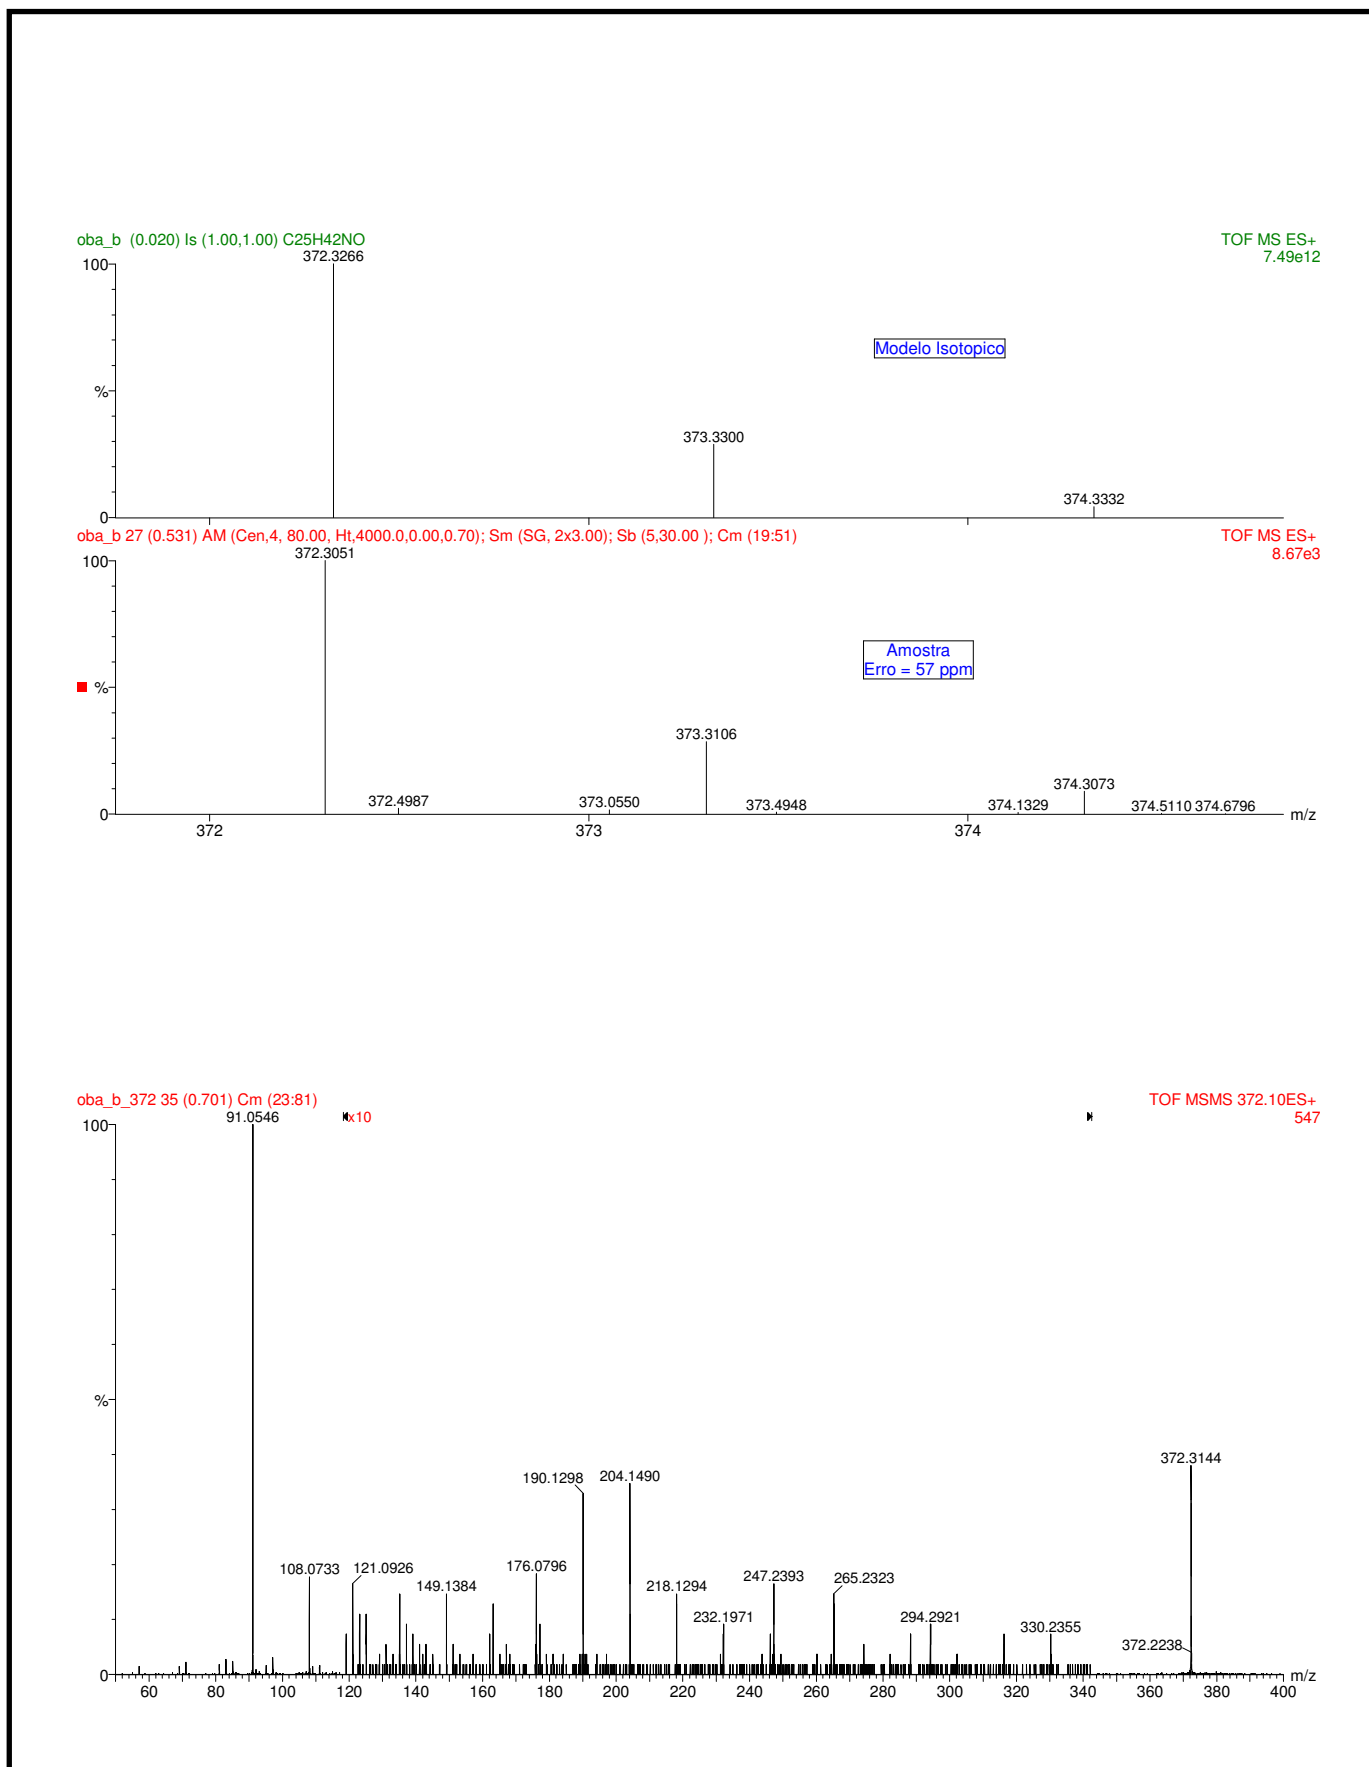 oba_b (0.020) Is (1.00,1.00) C25H42NO
TOF MS ES+
7.49e12
372.3266
100
Modelo Isotopico
%
373.3300
374.3332
0
oba_b 27 (0.531) AM (Cen,4, 80.00, Ht,4000.0,0.00,0.70); Sm (SG, 2x3.00); Sb (5,30.00 ); Cm (19:51)
TOF MS ES+
8.67e3
372.3051
100
Amostra
Erro = 57 ppm
%
373.3106
374.3073
372.4987
373.0550
373.4948
374.1329
374.5110 374.6796
0
m/z
372 373 374
oba_b_372 35 (0.701) Cm (23:81)
TOF MSMS 372.10ES+
547
91.0546
x10
100
%
372.3144
190.1298
204.1490
108.0733
121.0926
149.1384
176.0796
218.1294
232.1971
247.2393
265.2323
294.2921
330.2355
372.2238
0
m/z
60 80 100 120 140 160 180 200 220 240 260 280 300 320 340 360 380 400